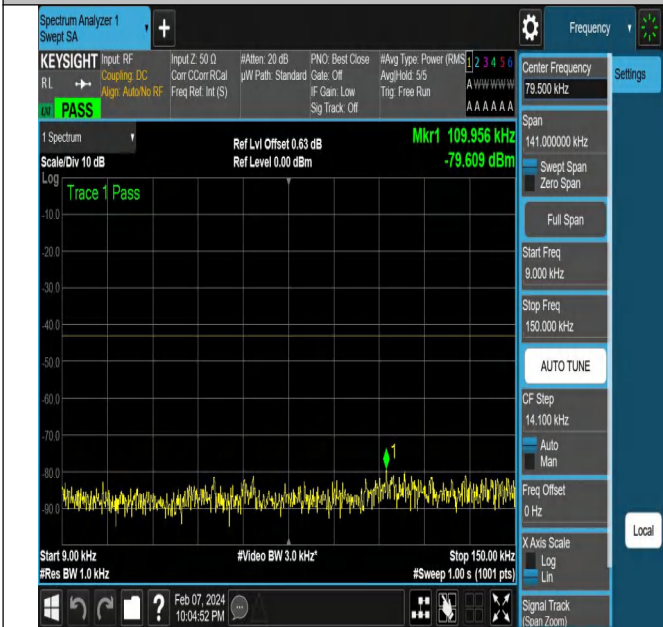 Spectrum Analyzer 1
Swept SA
Frequency
KEYSIGHT
RL
PASS
Input: RF
Coupling: DC
Align: Auto/No RF
Input Z: 50 Ω
Corr CCorr RCal
Freq Ref: Int (S)
#Atten: 20 dB
µW Path: Standard
PNO: Best Close
Gate: Off
IF Gain: Low
Sig Track: Off
#Avg Type: Power (RMS
Avg|Hold: 5/5
Trig: Free Run
1 2 3 4 5 6
A W W W W W
A A A A A A
1 Spectrum
Scale/Div 10 dB
Log
Ref Lvl Offset 0.63 dB
Ref Level 0.00 dBm
Mkr1 109.956 kHz
-79.609 dBm
Trace 1 Pass
-10.0
-20.0
-30.0
-40.0
-50.0
-60.0
-70.0
-80.0
-90.0
1
Start 9.00 kHz
#Res BW 1.0 kHz
#Video BW 3.0 kHz*
Stop 150.00 kHz
#Sweep 1.00 s (1001 pts)
Feb 07, 2024
10:04:52 PM
Center Frequency
79.500 kHz
Span
141.000000 kHz
Swept Span
Zero Span
Full Span
Start Freq
9.000 kHz
Stop Freq
150.000 kHz
AUTO TUNE
CF Step
14.100 kHz
Auto
Man
Freq Offset
0 Hz
X Axis Scale
Log
Lin
Signal Track
(Span Zoom)
Settings
Local